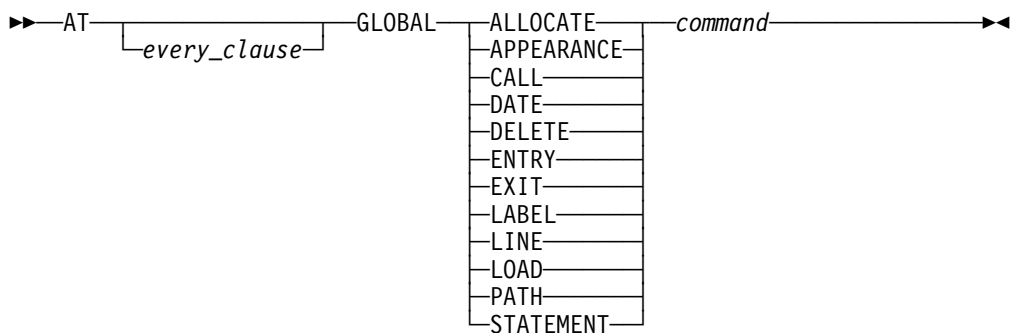 AT GLOBAL ALLOCATE command
every_clause APPEARANCE
CALL
DATE
DELETE
ENTRY
EXIT
LABEL
LINE
LOAD
PATH
STATEMENT